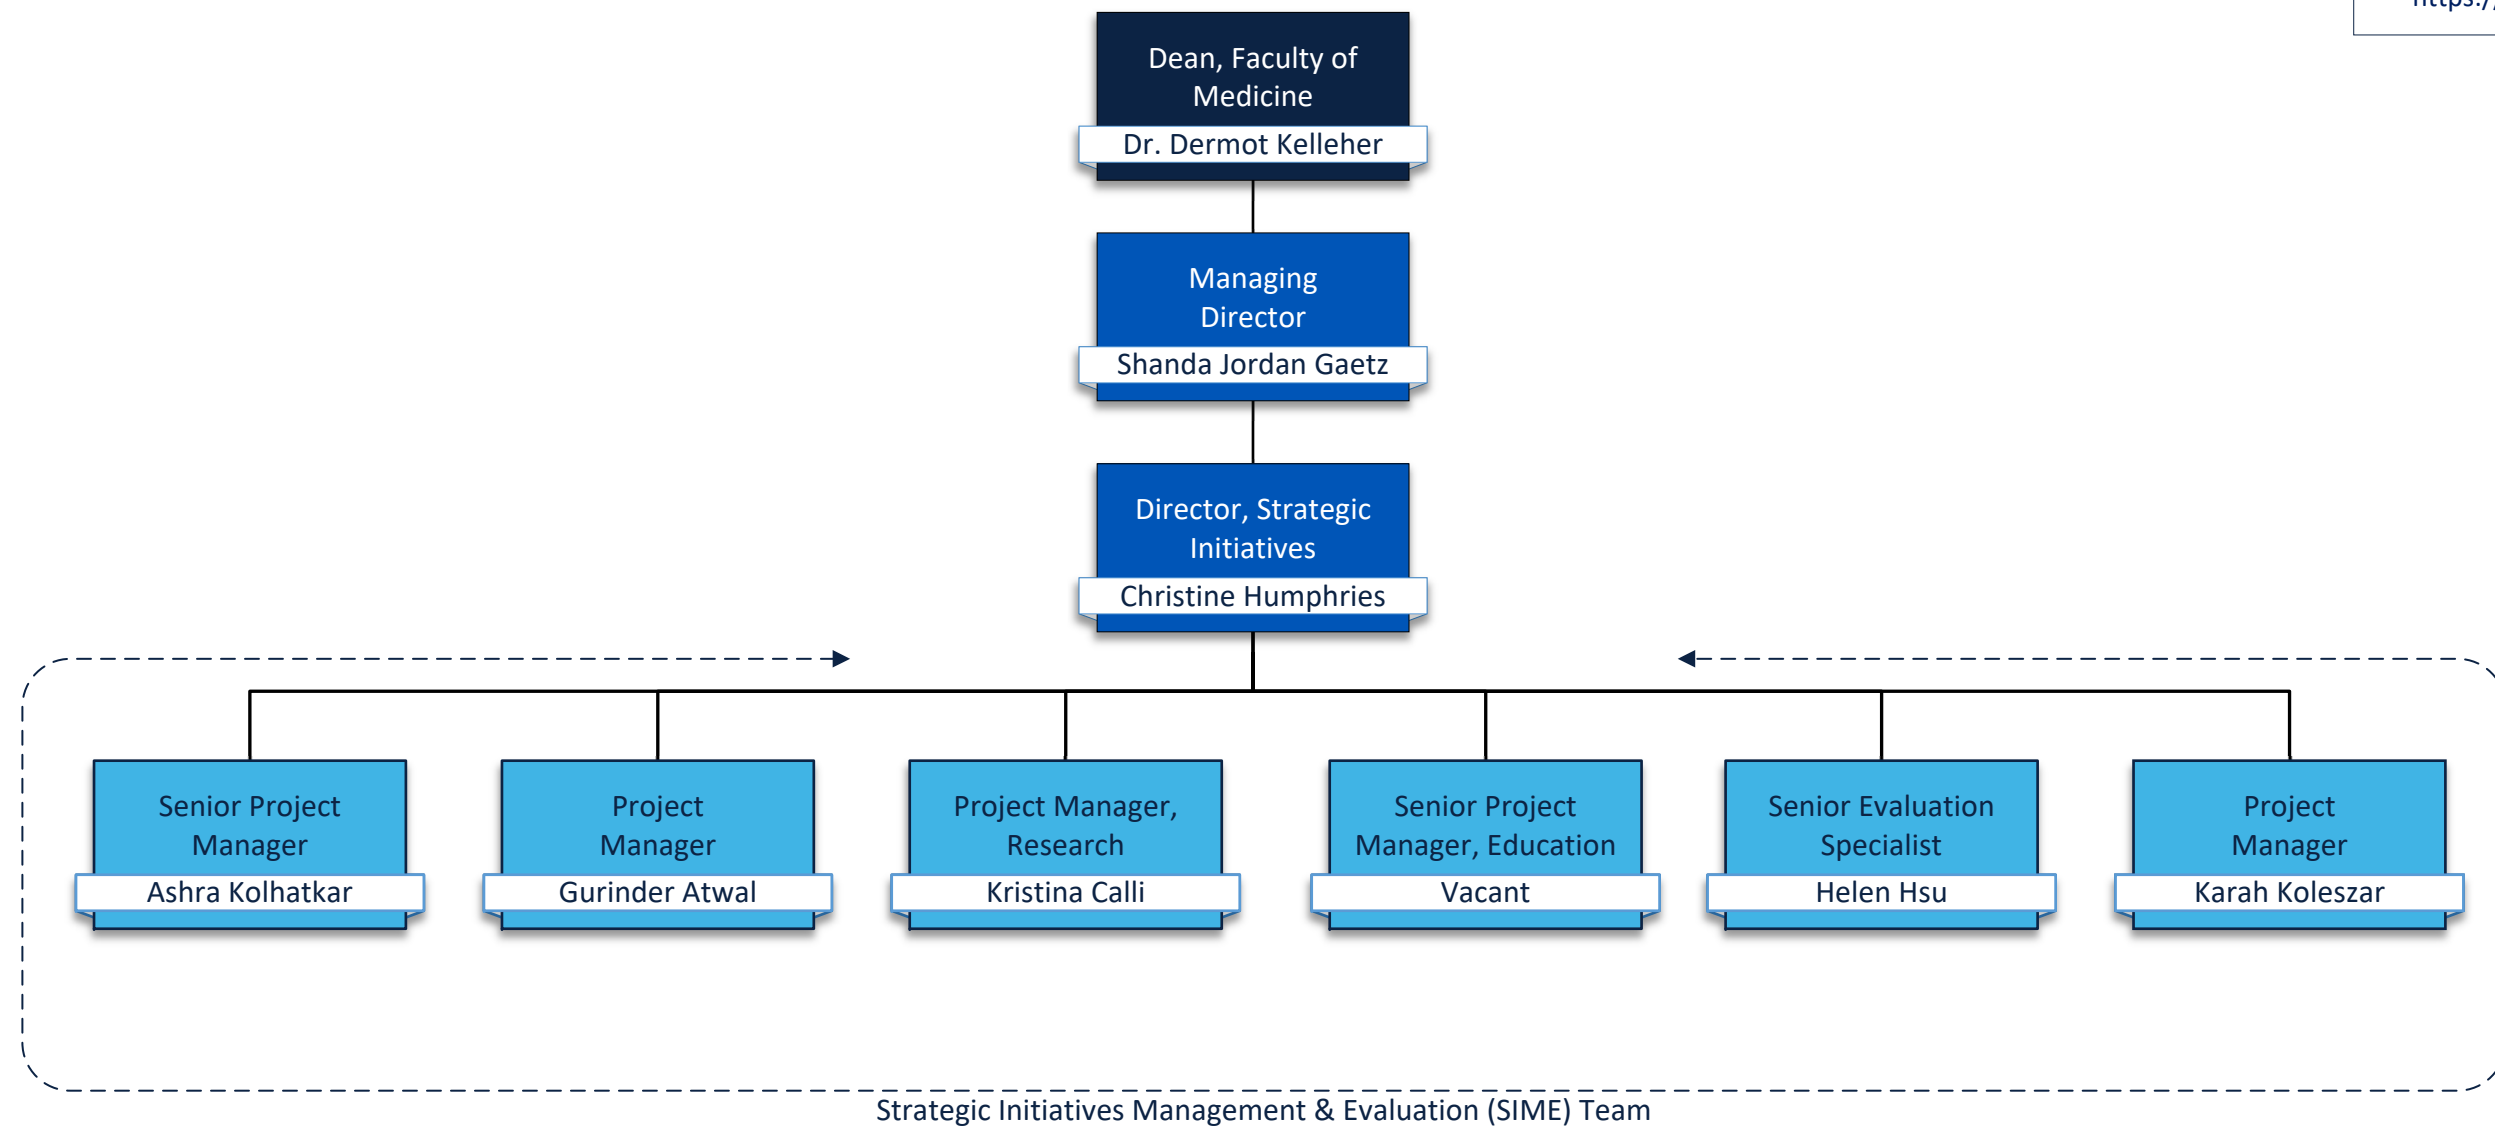 https://
Dean, Faculty of
Medicine
Dr. Dermot Kelleher
Managing
Director
Shanda Jordan Gaetz
Director, Strategic
Initiatives
Christine Humphries
Senior Project
Manager
Ashra Kolhatkar
Project
Manager
Gurinder Atwal
Project Manager,
Research
Kristina Calli
Senior Project
Manager, Education
Vacant
Senior Evaluation
Specialist
Helen Hsu
Project
Manager
Karah Koleszar
Strategic Initiatives Management & Evaluation (SIME) Team